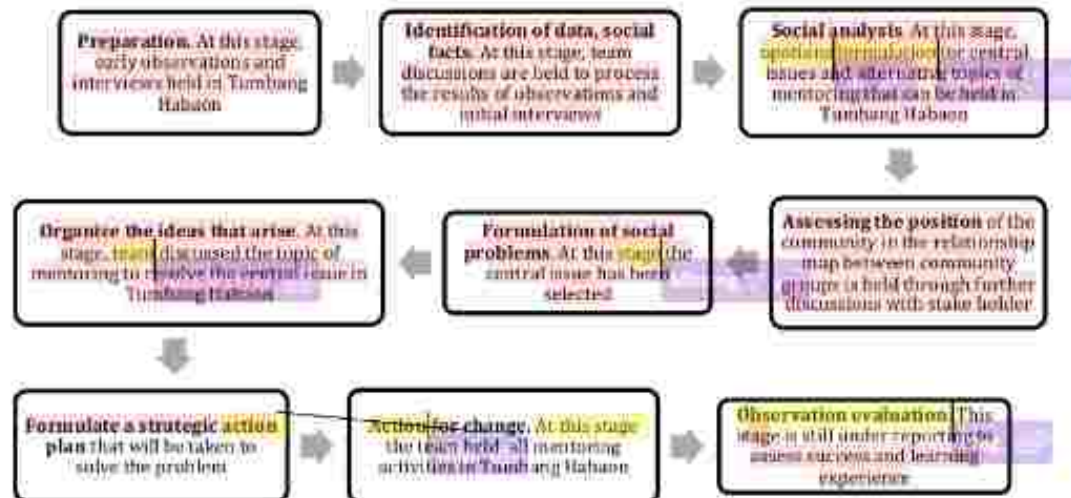 Preparation. At this stage,
early observations and
interviews held in Tumbang
Habaon
Identification of data, social
facts. At this stage, team
discussions are held to process
the results of observations and
initial interviews
Social analysis. At this stage,
formulation for central
issues and alternative topics of
mentoring that can be held in
Tumbang Habaon
Assessing the position of the
community in the relationship
map between community
groups is held through further
discussions with stake holder
Formulation of social
problems. At this stage the
central issue has been
selected
Organize the ideas that arise. At this
stage, team discussed the topic of
mentoring to resolve the central issue in
Tumbang Habaon
Formulate a strategic action
plan that will be taken to
solve the problem
Action for change. At this stage
the team held all mentoring
activities in Tumbang Habaon
Observation evaluation. This
stage is still under reporting to
assess success and learning
experience